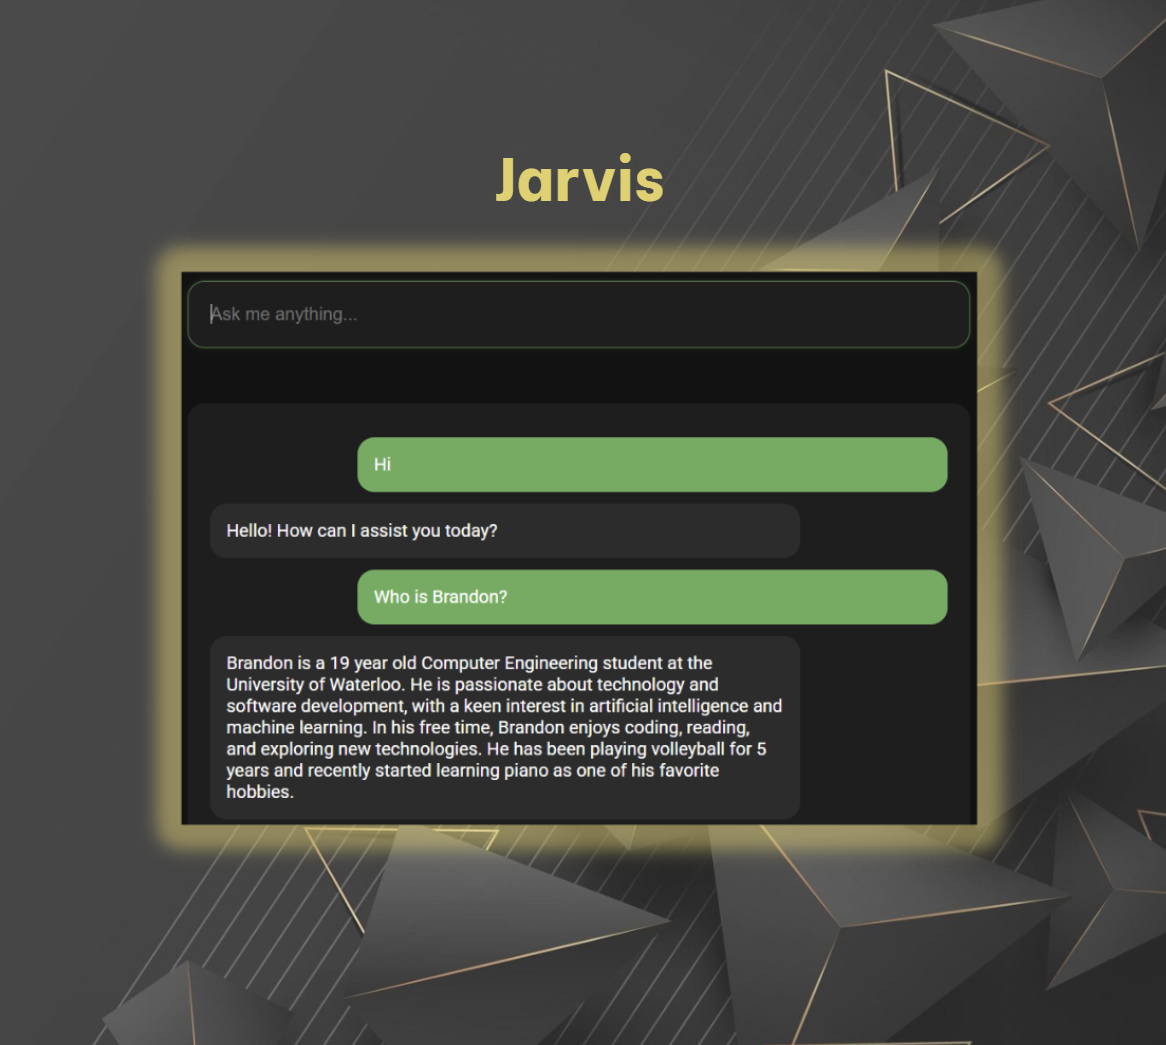 Jarvis
Ask me anything...
Hi
Hello! How can I assist you today?
Who is Brandon?
Brandon is a 19 year old Computer Engineering student at the
University of Waterloo. He is passionate about technology and
software development, with a keen interest in artificial intelligence and
machine learning. In his free time, Brandon enjoys coding, reading,
and exploring new technologies. He has been playing volleyball for 5
years and recently started learning piano as one of his favorite
hobbies.